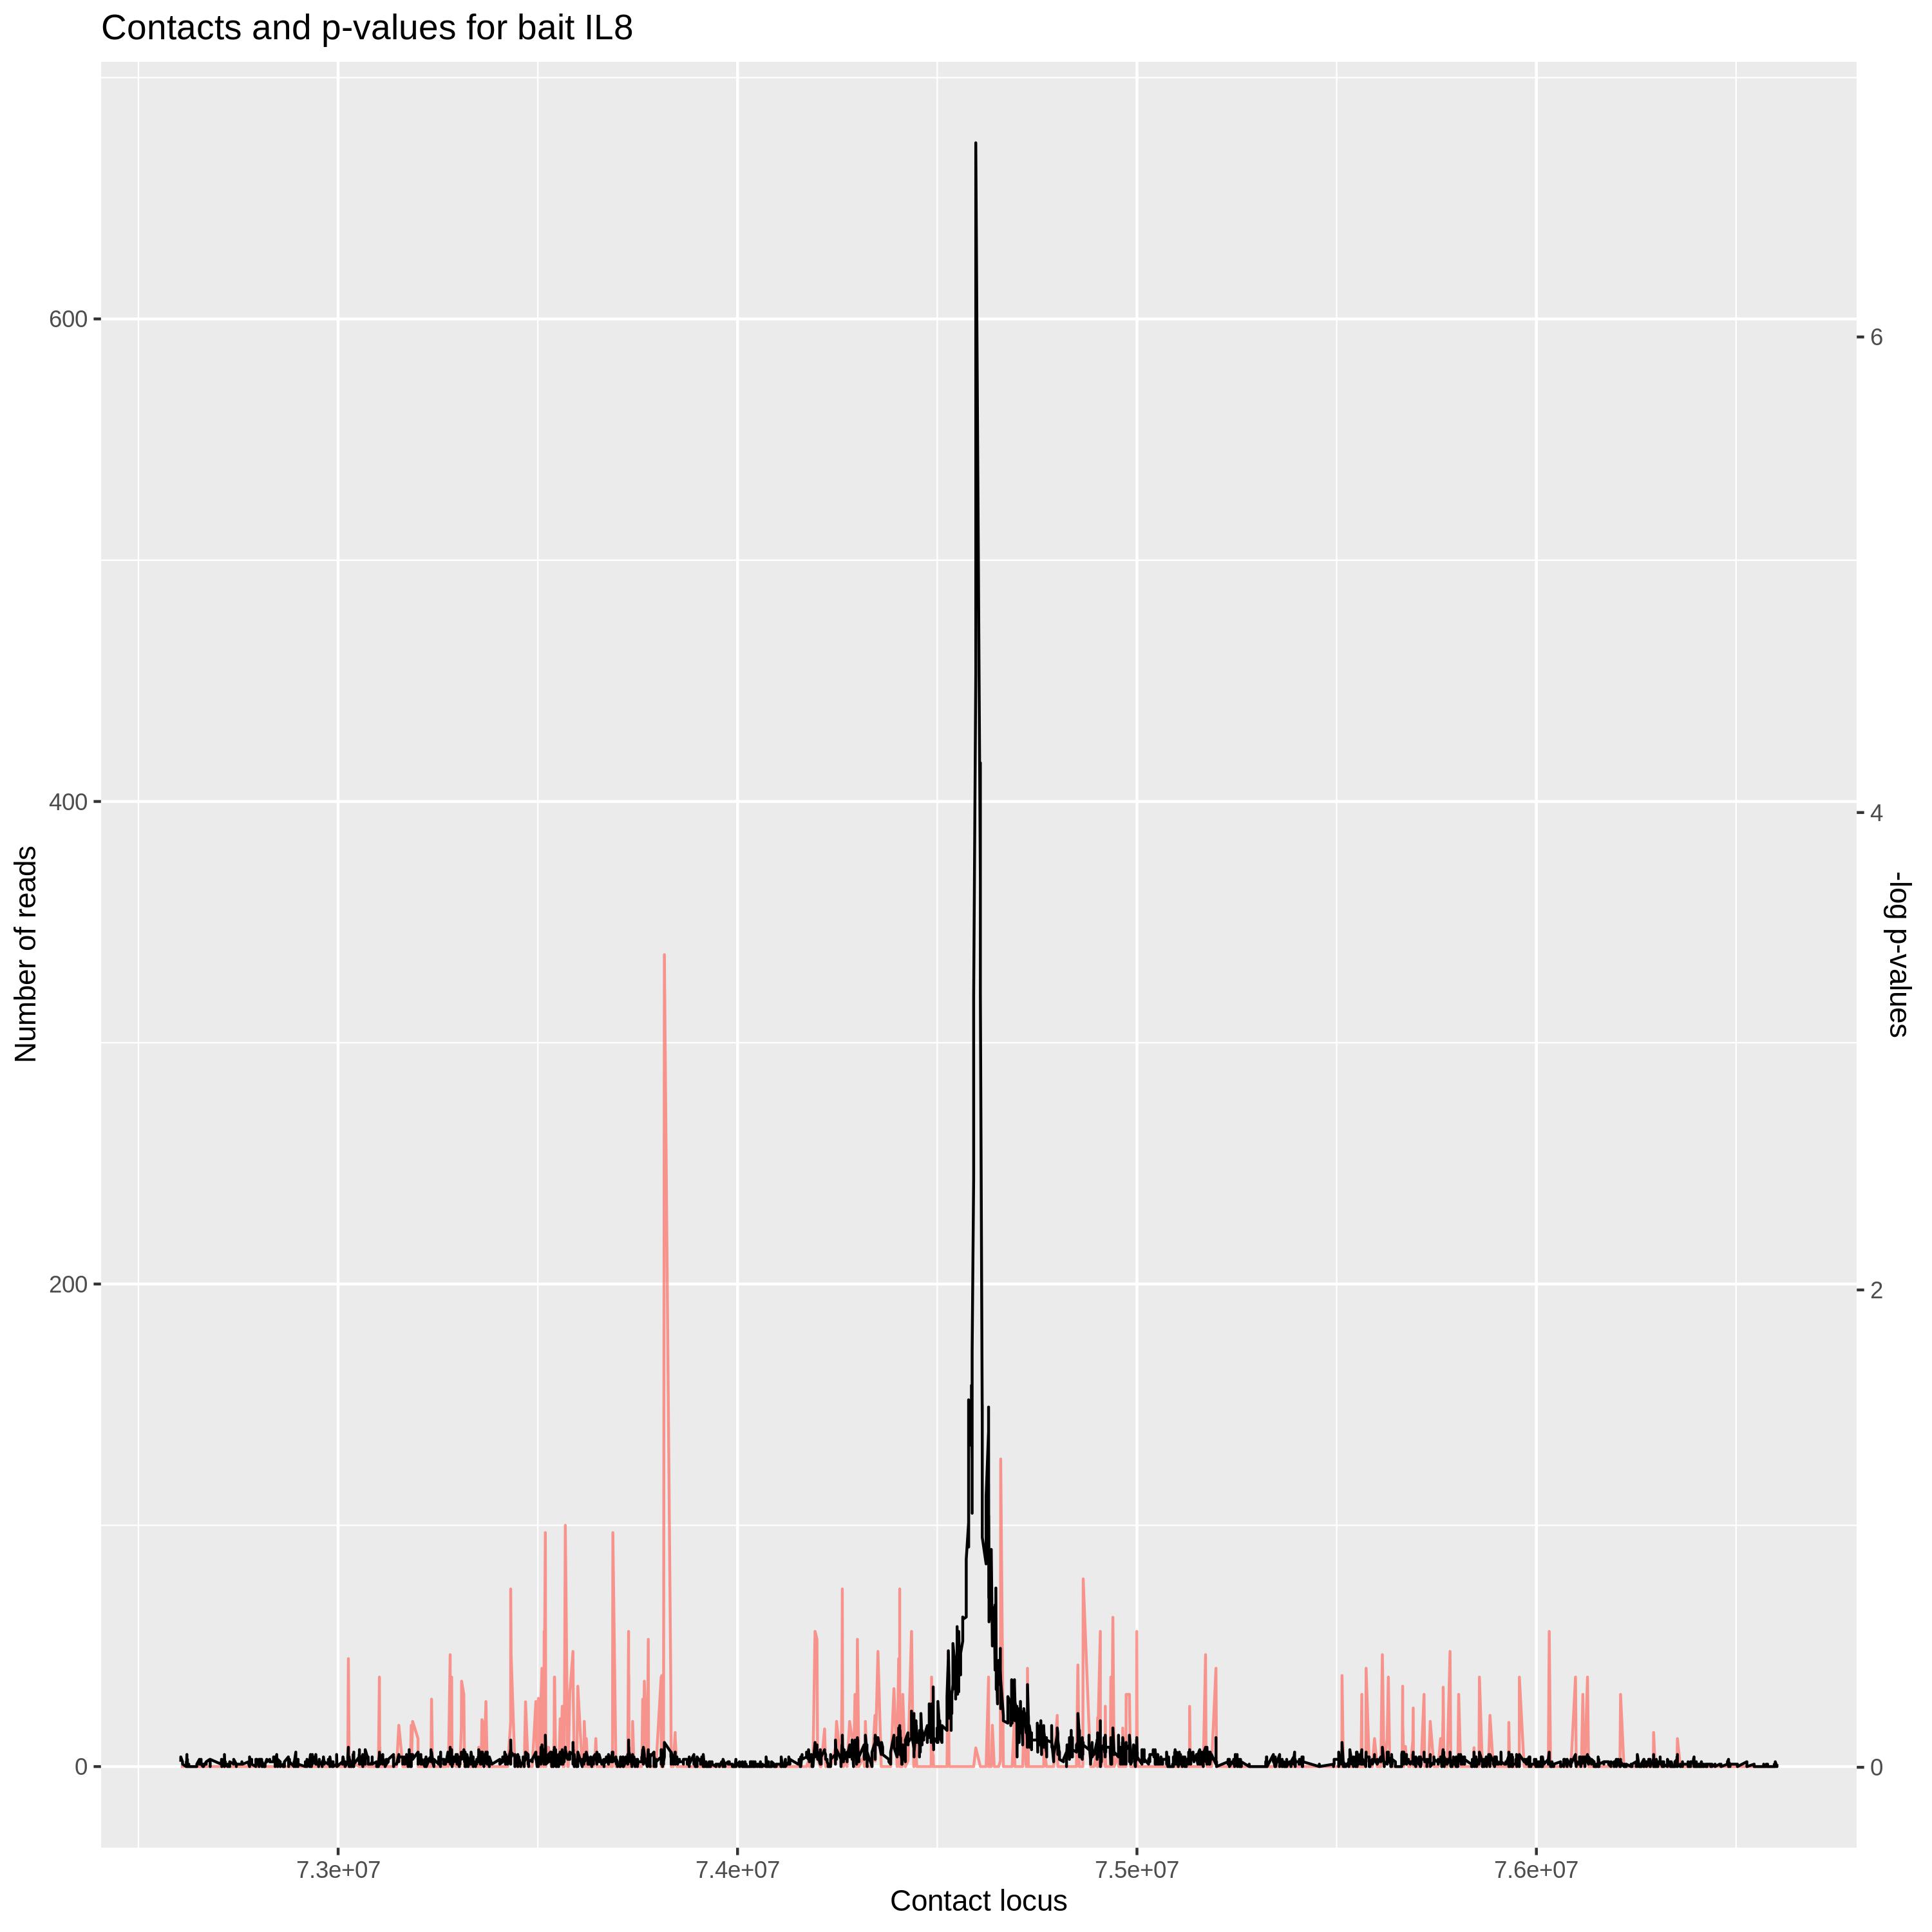 Contacts and p-values for bait IL8
600
400
200
0
Number of reads
6
4
2
0
-log p-values
7.3e+07
7.4e+07
7.5e+07
7.6e+07
Contact locus